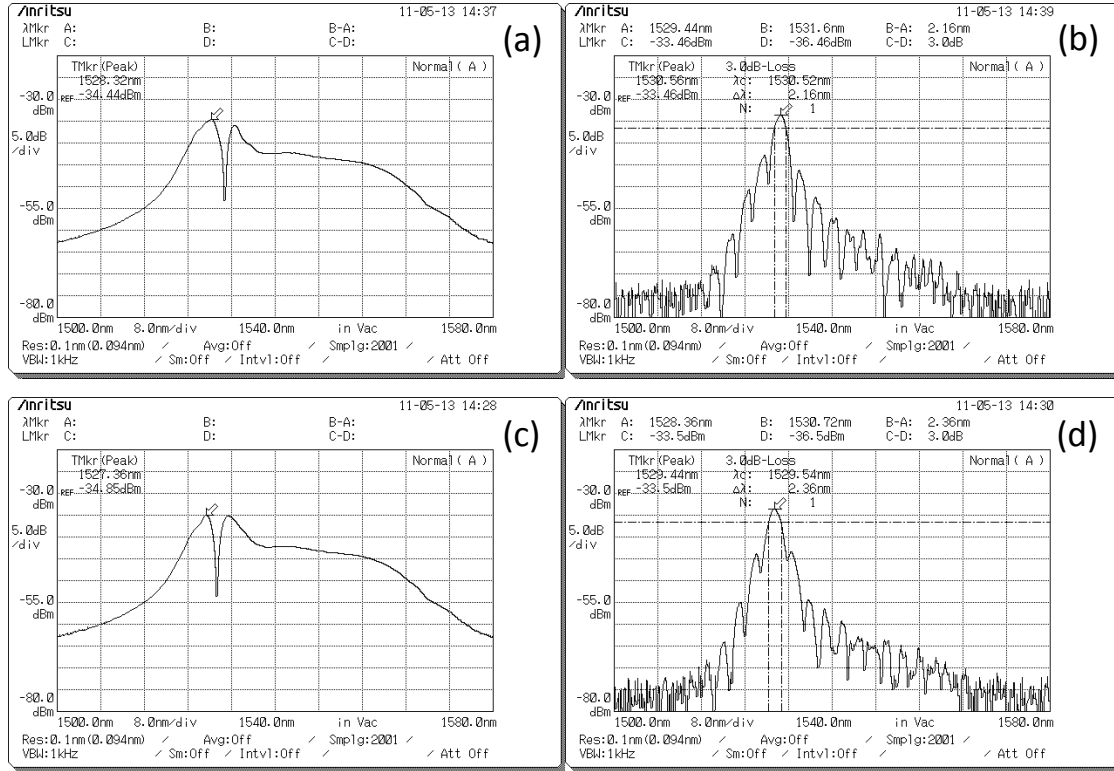 Anritsu 11-05-13 14:37
λMkr A: B: B-A:
LMkr C: D: C-D:
(a)
TMkr(Peak) Normal(A)
1528.32nm
-34.44dBm
-30.0 REF
dBm
5.0dB
/div
-55.0
dBm
-80.0
dBm
1500.0nm 8.0nm/div 1540.0nm in Vac 1580.0nm
Res:0.1nm(0.094nm) / Avg:Off / Smplg:2001 /
VBW:1kHz / Sm:Off / Intvl:Off / / Att Off
Anritsu 11-05-13 14:39
λMkr A: 1529.44nm B: 1531.6nm B-A: 2.16nm
LMkr C: -33.46dBm D: -36.46dBm C-D: 3.0dB
(b)
TMkr(Peak) 3.0dB-Loss Normal(A)
1530.56nm λc: 1530.52nm
-33.46dBm Δλ: 2.16nm
N: 1
-30.0 REF
dBm
5.0dB
/div
-55.0
dBm
-80.0
dBm
1500.0nm 8.0nm/div 1540.0nm in Vac 1580.0nm
Res:0.1nm(0.094nm) / Avg:Off / Smplg:2001 /
VBW:1kHz / Sm:Off / Intvl:Off / / Att Off
Anritsu 11-05-13 14:28
λMkr A: B: B-A:
LMkr C: D: C-D:
(c)
TMkr(Peak) Normal(A)
1527.36nm
-34.85dBm
-30.0 REF
dBm
5.0dB
/div
-55.0
dBm
-80.0
dBm
1500.0nm 8.0nm/div 1540.0nm in Vac 1580.0nm
Res:0.1nm(0.094nm) / Avg:Off / Smplg:2001 /
VBW:1kHz / Sm:Off / Intvl:Off / / Att Off
Anritsu 11-05-13 14:30
λMkr A: 1528.36nm B: 1530.72nm B-A: 2.36nm
LMkr C: -33.5dBm D: -36.5dBm C-D: 3.0dB
(d)
TMkr(Peak) 3.0dB-Loss Normal(A)
1529.44nm λc: 1529.54nm
-33.5dBm Δλ: 2.36nm
N: 1
-30.0 REF
dBm
5.0dB
/div
-55.0
dBm
-80.0
dBm
1500.0nm 8.0nm/div 1540.0nm in Vac 1580.0nm
Res:0.1nm(0.094nm) / Avg:Off / Smplg:2001 /
VBW:1kHz / Sm:Off / Intvl:Off / / Att Off